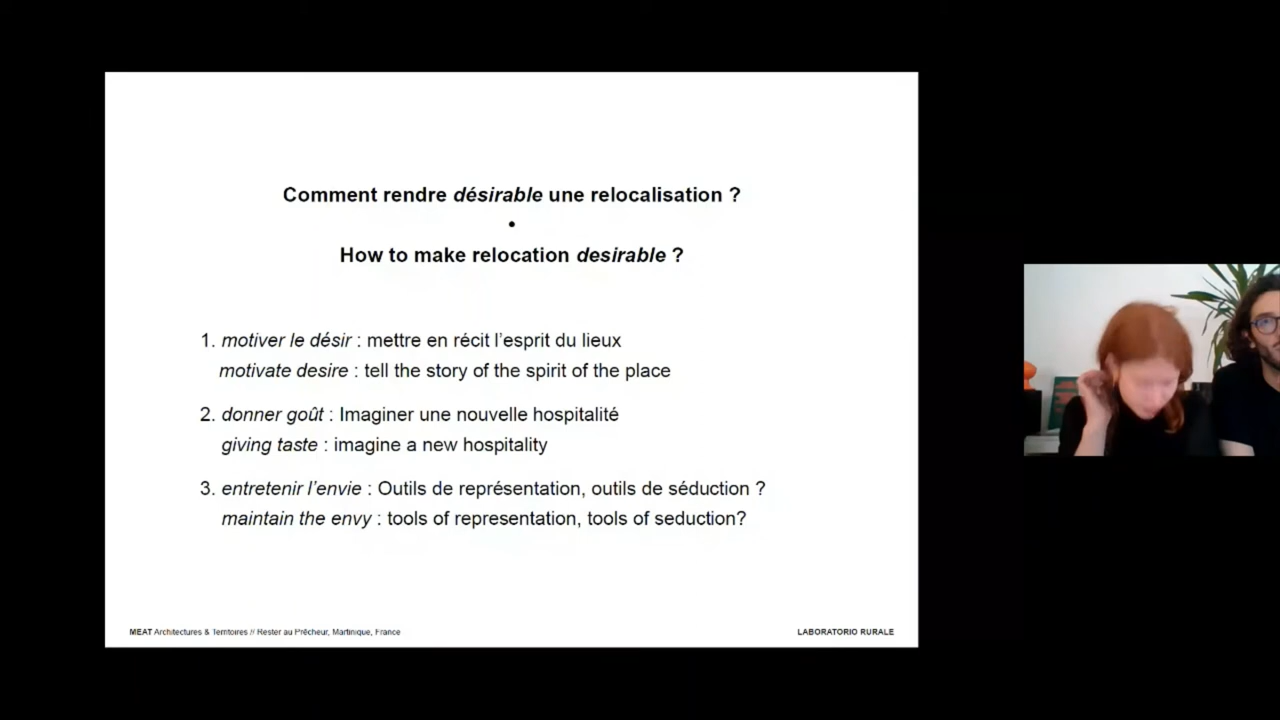 Comment rendre désirable une relocalisation ?
•
How to make relocation desirable ?
1. motiver le désir : mettre en récit l'esprit du lieux
motivate desire : tell the story of the spirit of the place
2. donner goût : Imaginer une nouvelle hospitalité
giving taste : imagine a new hospitality
3. entretenir l'envie : Outils de représentation, outils de séduction ?
maintain the envy : tools of representation, tools of seduction?
MEAT Architectures & Territoires // Rester au Prêcheur, Martinique, France
LABORATORIO RURALE